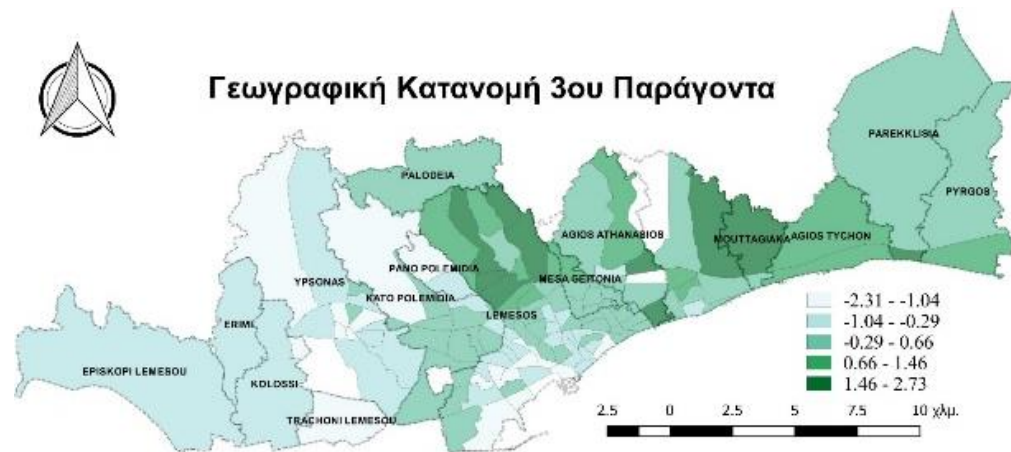 Γεωγραφική Κατανομή 3ου Παράγοντα
PAREKKLISIA
PALODEIA
PYRGOS
AGIOS ATHANASIOS
MOUTTAGIAKA
AGIOS TYCHON
PANO POLEMIDIA
MESA GEITONIA
YPSONAS
KATO POLEMIDIA
LEMESOS
ERIMI
EPISKOPI LEMESOU
KOLOSSI
TRACHONI LEMESOU
-2.31 - -1.04
-1.04 - -0.29
-0.29 - 0.66
0.66 - 1.46
1.46 - 2.73
2.5 0 2.5 5 7.5 10 χλμ.